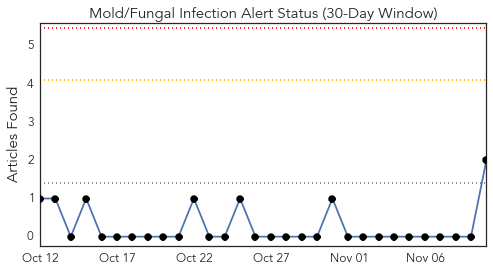 Mold/Fungal Infection Alert Status (30-Day Window)
Articles Found
5
4
3
2
1
0
Oct 12 Oct 17 Oct 22 Oct 27 Nov 01 Nov 06